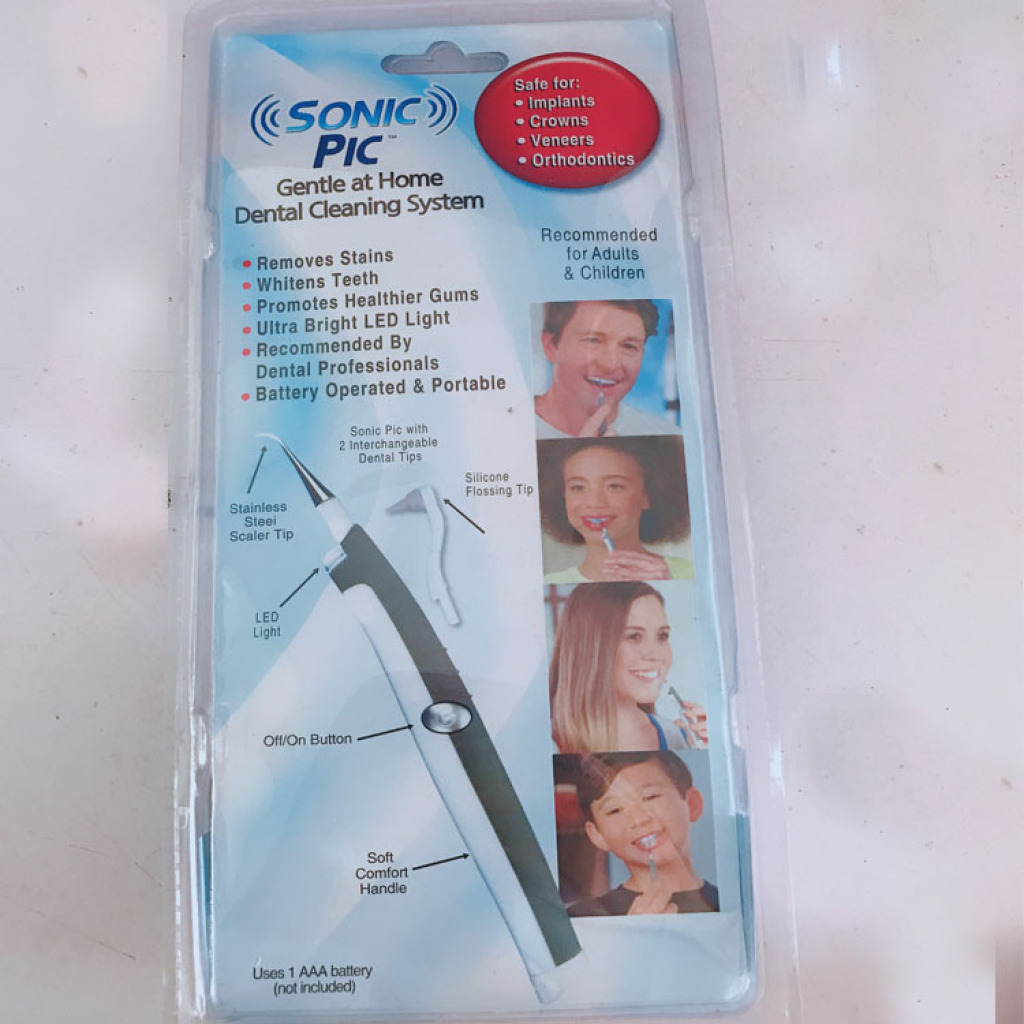 SONIC
PIC™
Gentle at Home
Dental Cleaning System
Safe for:
• Implants
• Crowns
• Veneers
• Orthodontics
• Removes Stains
• Whitens Teeth
• Promotes Healthier Gums
• Ultra Bright LED Light
• Recommended By
Dental Professionals
• Battery Operated & Portable
Recommended
for Adults
& Children
Sonic Pic with
2 Interchangeable
Dental Tips
Silicone
Flossing Tip
Stainless
Steei
Scaler Tip
LED
Light
Off/On Button
Soft
Comfort
Handle
Uses 1 AAA battery
(not included)